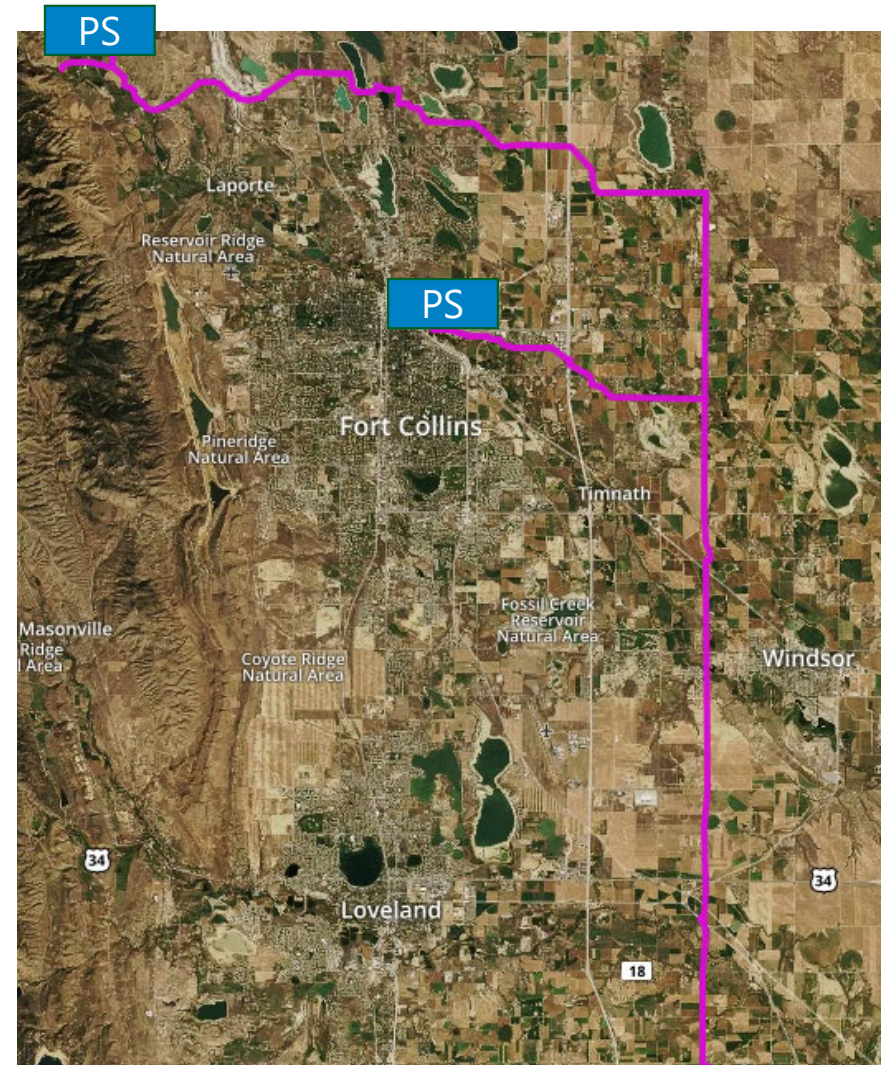 PS
Laporte
Reservoir Ridge
Natural Area
PS
Fort Collins
Pineridge
Natural Area
Timnath
Fossil Creek
Reservoir
Natural Area
Masonville
Ridge
l Area
Coyote Ridge
Natural Area
Windsor
34
34
Loveland
18